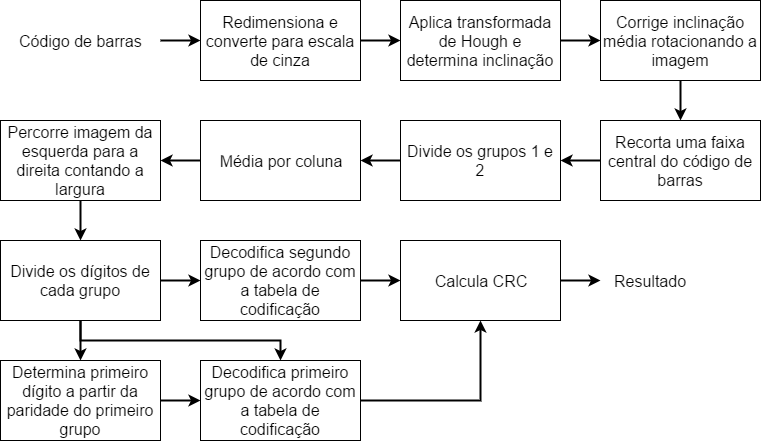 Código de barras
Redimensiona e
converte para escala
de cinza
Aplica transformada
de Hough e
determina inclinação
Corrige inclinação
média rotacionando a
imagem
Percorre imagem da
esquerda para a
direita contando a
largura
Média por coluna
Divide os grupos 1 e
2
Recorta uma faixa
central do código de
barras
Divide os dígitos de
cada grupo
Decodifica segundo
grupo de acordo com
a tabela de
codificação
Calcula CRC
Resultado
Determina primeiro
dígito a partir da
paridade do primeiro
grupo
Decodifica primeiro
grupo de acordo com
a tabela de
codificação